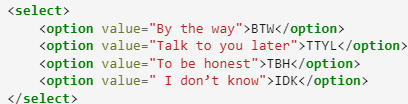 <select>
    <option value="By the way">BTW</option>
    <option value="Talk to you later">TTYL</option>
    <option value="To be honest">TBH</option>
    <option value=" I don’t know">IDK</option>
</select>